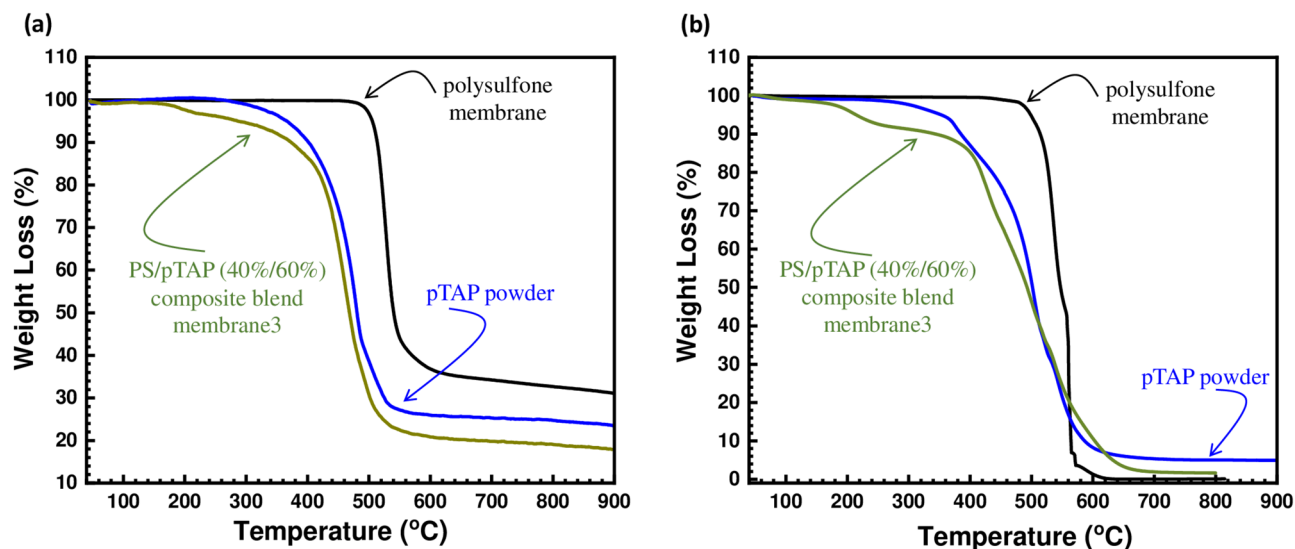 (a)
110
100
90
80
70
60
50
40
30
20
10
Weight Loss (%)
100 200 300 400 500 600 700 800 900
Temperature (ºC)
polysulfone
membrane
PS/pTAP (40%/60%)
composite blend
membrane3
pTAP powder
(b)
110
100
90
80
70
60
50
40
30
20
10
0
Weight Loss (%)
100 200 300 400 500 600 700 800 900
Temperature (ºC)
polysulfone
membrane
PS/pTAP (40%/60%)
composite blend
membrane3
pTAP powder